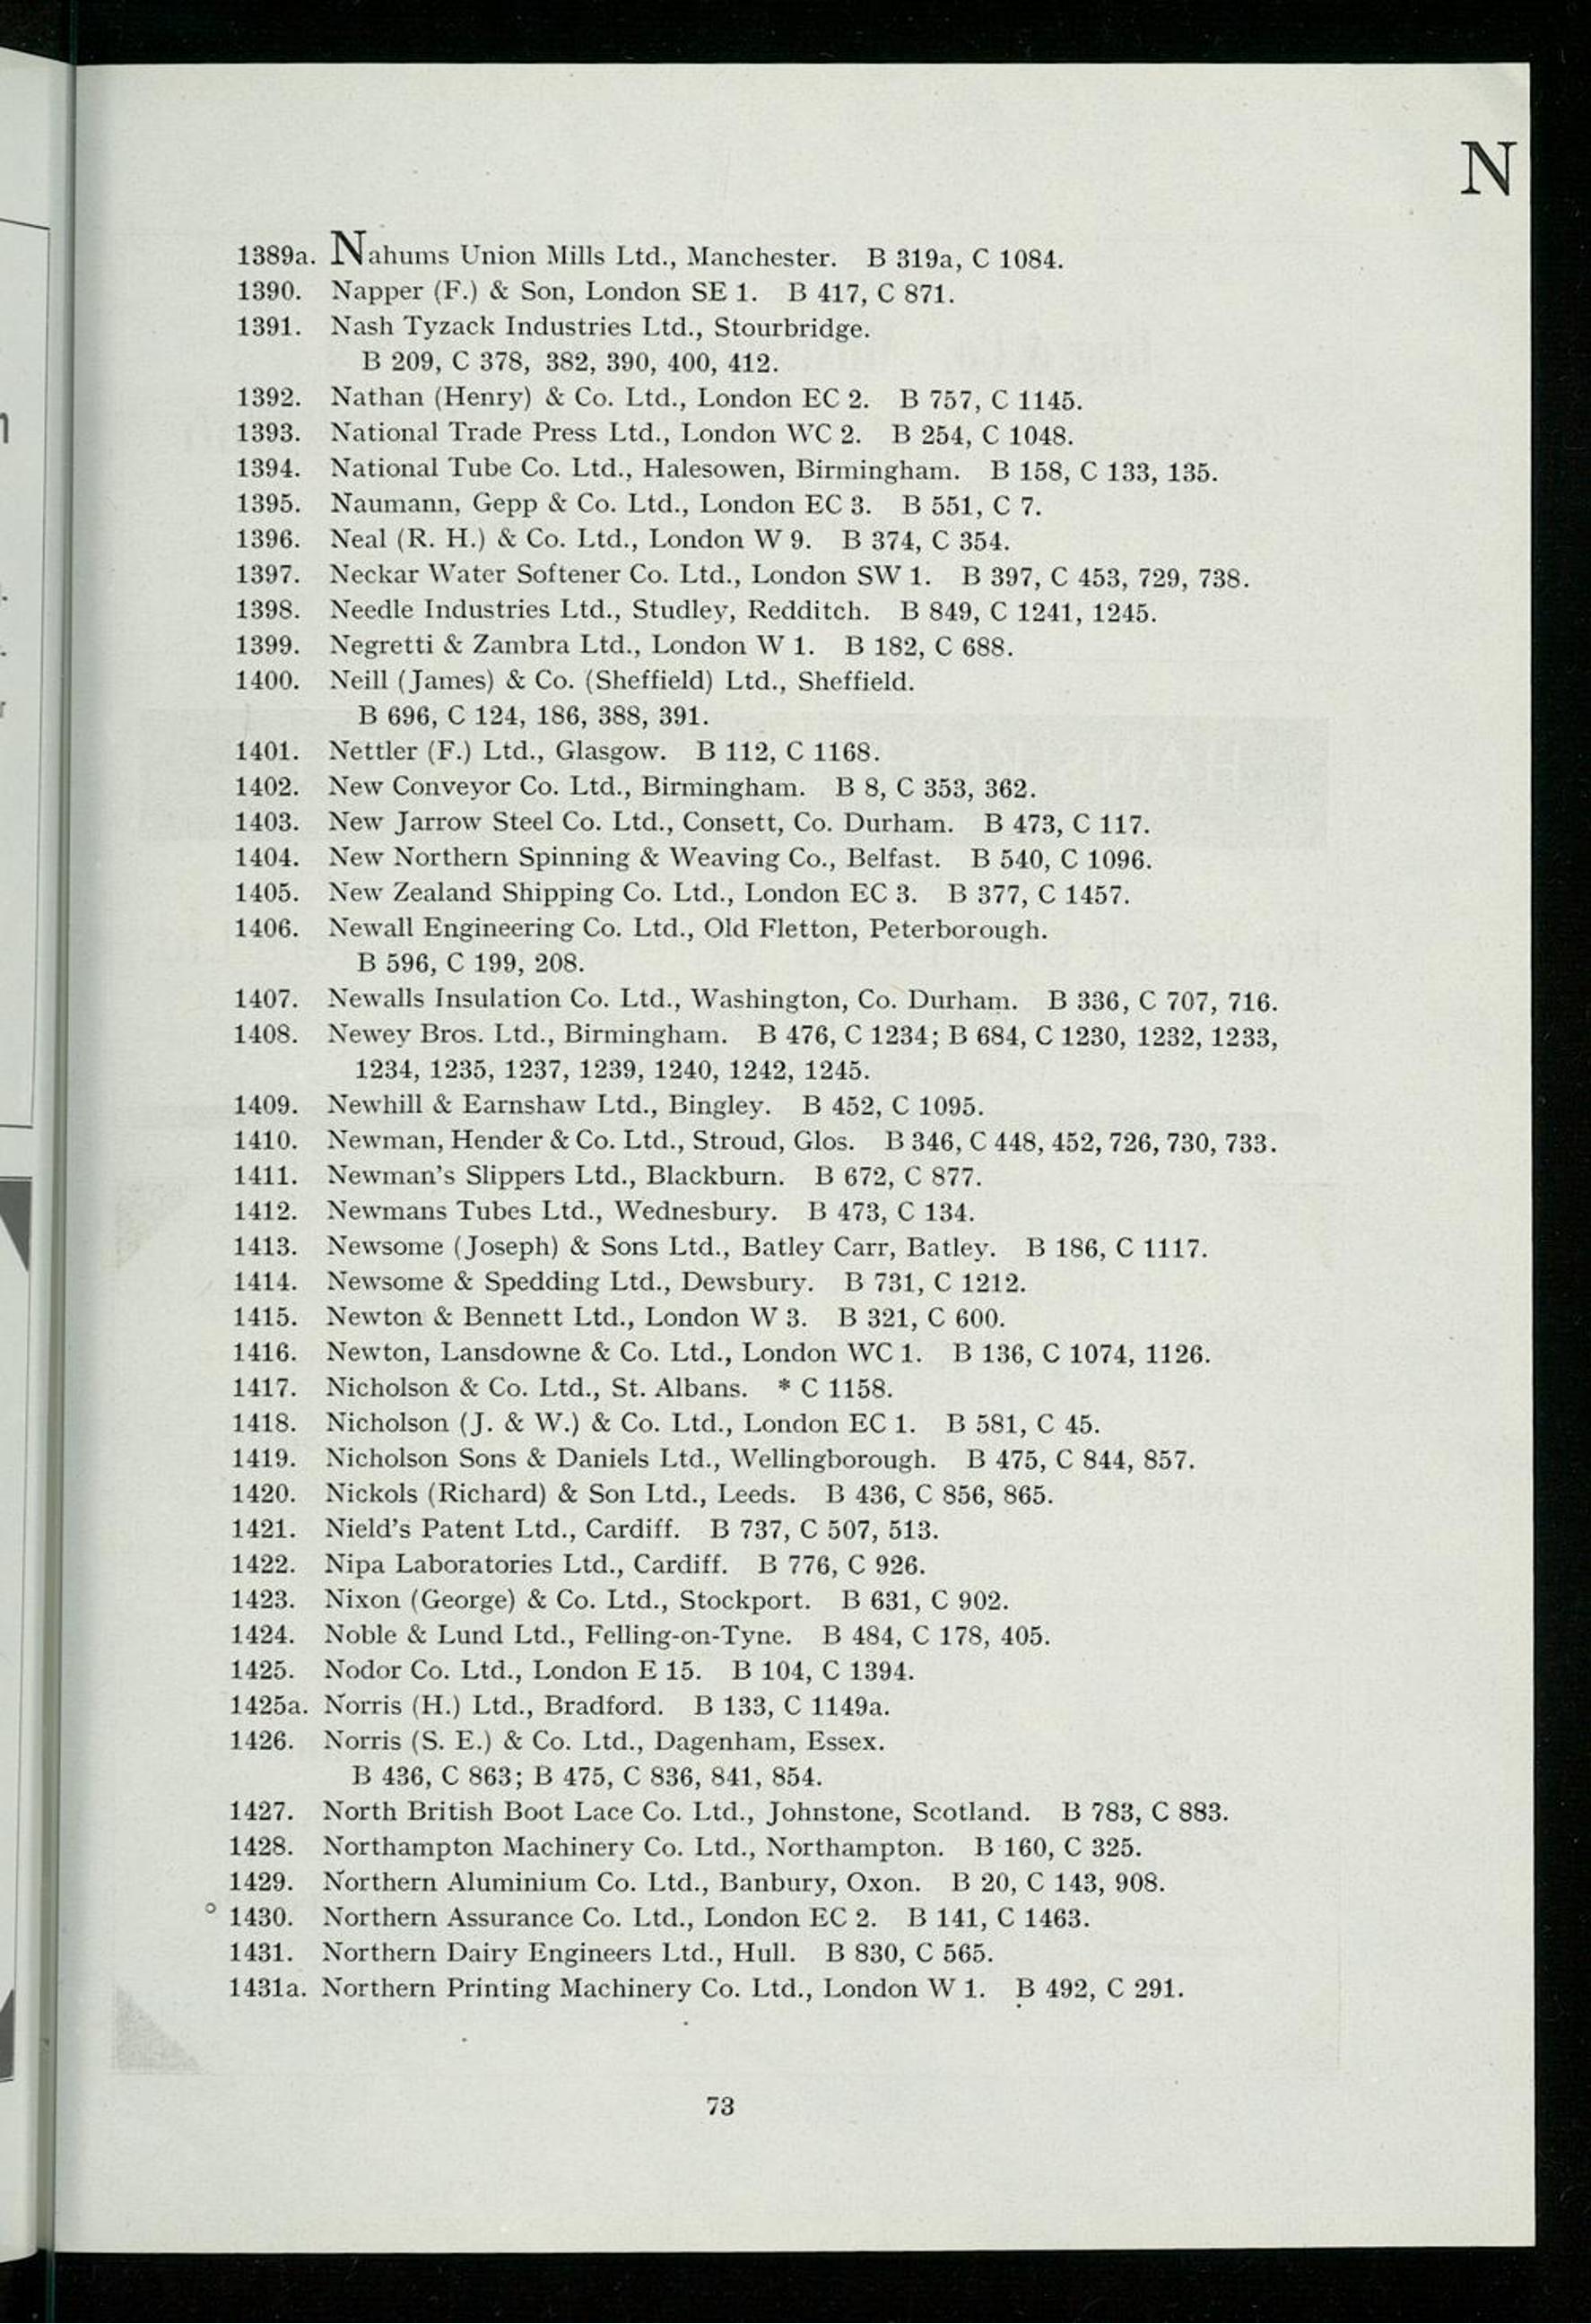 N
1389a. Nahums Union Mills Ltd., Manchester. B 319a, C 1084.
1390. Napper (F.) & Son, London SE 1. B 417, C 871.
1391. Nash Tyzack Industries Ltd., Stourbridge.
B 209, C 378, 382, 390, 400, 412.
1392. Nathan (Henry) & Co. Ltd., London EC 2. B 757, C 1145.
1393. National Trade Press Ltd., London WC 2. B 254, C 1048.
1394. National Tube Co. Ltd., Halesowen, Birmingham. B 158, C 133, 135.
1395. Naumann, Gepp & Co. Ltd., London EC 3. B 551, C 7.
1396. Neal (R. H.) & Co. Ltd., London W 9. B 374, C 354.
1397. Neckar Water Softener Co. Ltd., London SW 1. B 397, C 453, 729, 738.
1398. Needle Industries Ltd., Studley, Redditch. B 849, C 1241, 1245.
1399. Negretti & Zambra Ltd., London W 1. B 182, C 688.
1400. Neill (James) & Co. (Sheffield) Ltd., Sheffield.
B 696, C 124, 186, 388, 391.
1401. Nettler (F.) Ltd., Glasgow. B 112, C 1168.
1402. New Conveyor Co. Ltd., Birmingham. B 8, C 353, 362.
1403. New Jarrow Steel Co. Ltd., Consett, Co. Durham. B 473, C 117.
1404. New Northern Spinning & Weaving Co., Belfast. B 540, C 1096.
1405. New Zealand Shipping Co. Ltd., London EC 3. B 377, C 1457.
1406. Newall Engineering Co. Ltd., Old Fletton, Peterborough.
B 596, C 199, 208.
1407. Newalls Insulation Co. Ltd., Washington, Co. Durham. B 336, C 707, 716.
1408. Newey Bros. Ltd., Birmingham. B 476, C 1234; B 684, C 1230, 1232, 1233,
1234, 1235, 1237, 1239, 1240, 1242, 1245.
1409. Newhill & Earnshaw Ltd., Bingley. B 452, C 1095.
1410. Newman, Hender & Co. Ltd., Stroud, Glos. B 346, C 448, 452, 726, 730, 733.
1411. Newman's Slippers Ltd., Blackburn. B 672, C 877.
1412. Newmans Tubes Ltd., Wednesbury. B 473, C 134.
1413. Newsome (Joseph) & Sons Ltd., Batley Carr, Batley. B 186, C 1117.
1414. Newsome & Spedding Ltd., Dewsbury. B 731, C 1212.
1415. Newton & Bennett Ltd., London W 3. B 321, C 600.
1416. Newton, Lansdowne & Co. Ltd., London WC 1. B 136, C 1074, 1126.
1417. Nicholson & Co. Ltd., St. Albans. * C 1158.
1418. Nicholson (J. & W.) & Co. Ltd., London EC 1. B 581, C 45.
1419. Nicholson Sons & Daniels Ltd., Wellingborough. B 475, C 844, 857.
1420. Nickols (Richard) & Son Ltd., Leeds. B 436, C 856, 865.
1421. Nield's Patent Ltd., Cardiff. B 737, C 507, 513.
1422. Nipa Laboratories Ltd., Cardiff. B 776, C 926.
1423. Nixon (George) & Co. Ltd., Stockport. B 631, C 902.
1424. Noble & Lund Ltd., Felling-on-Tyne. B 484, C 178, 405.
1425. Nodor Co. Ltd., London E 15. B 104, C 1394.
1425a. Norris (H.) Ltd., Bradford. B 133, C 1149a.
1426. Norris (S. E.) & Co. Ltd., Dagenham, Essex.
B 436, C 863; B 475, C 836, 841, 854.
1427. North British Boot Lace Co. Ltd., Johnstone, Scotland. B 783, C 883.
1428. Northampton Machinery Co. Ltd., Northampton. B 160, C 325.
1429. Northern Aluminium Co. Ltd., Banbury, Oxon. B 20, C 143, 908.
° 1430. Northern Assurance Co. Ltd., London EC 2. B 141, C 1463.
1431. Northern Dairy Engineers Ltd., Hull. B 830, C 565.
1431a. Northern Printing Machinery Co. Ltd., London W 1. B 492, C 291.
73